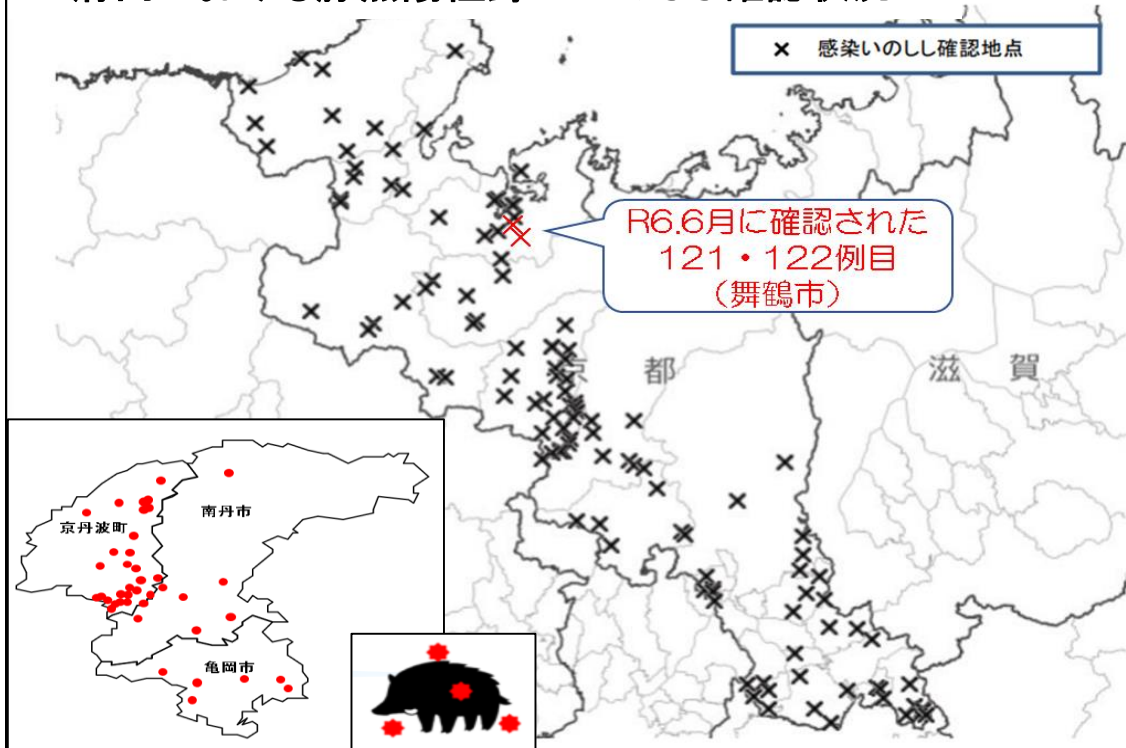 × 感染いのしし確認地点
R6.6月に確認された
121・122例目
（舞鶴市）
京 都
滋 賀
南丹市
京丹波町
亀岡市